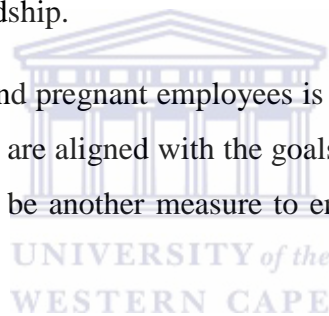 dship.
nd pregnant employees is
are aligned with the goals
be another measure to en
UNIVERSITY of the
WESTERN CAPE